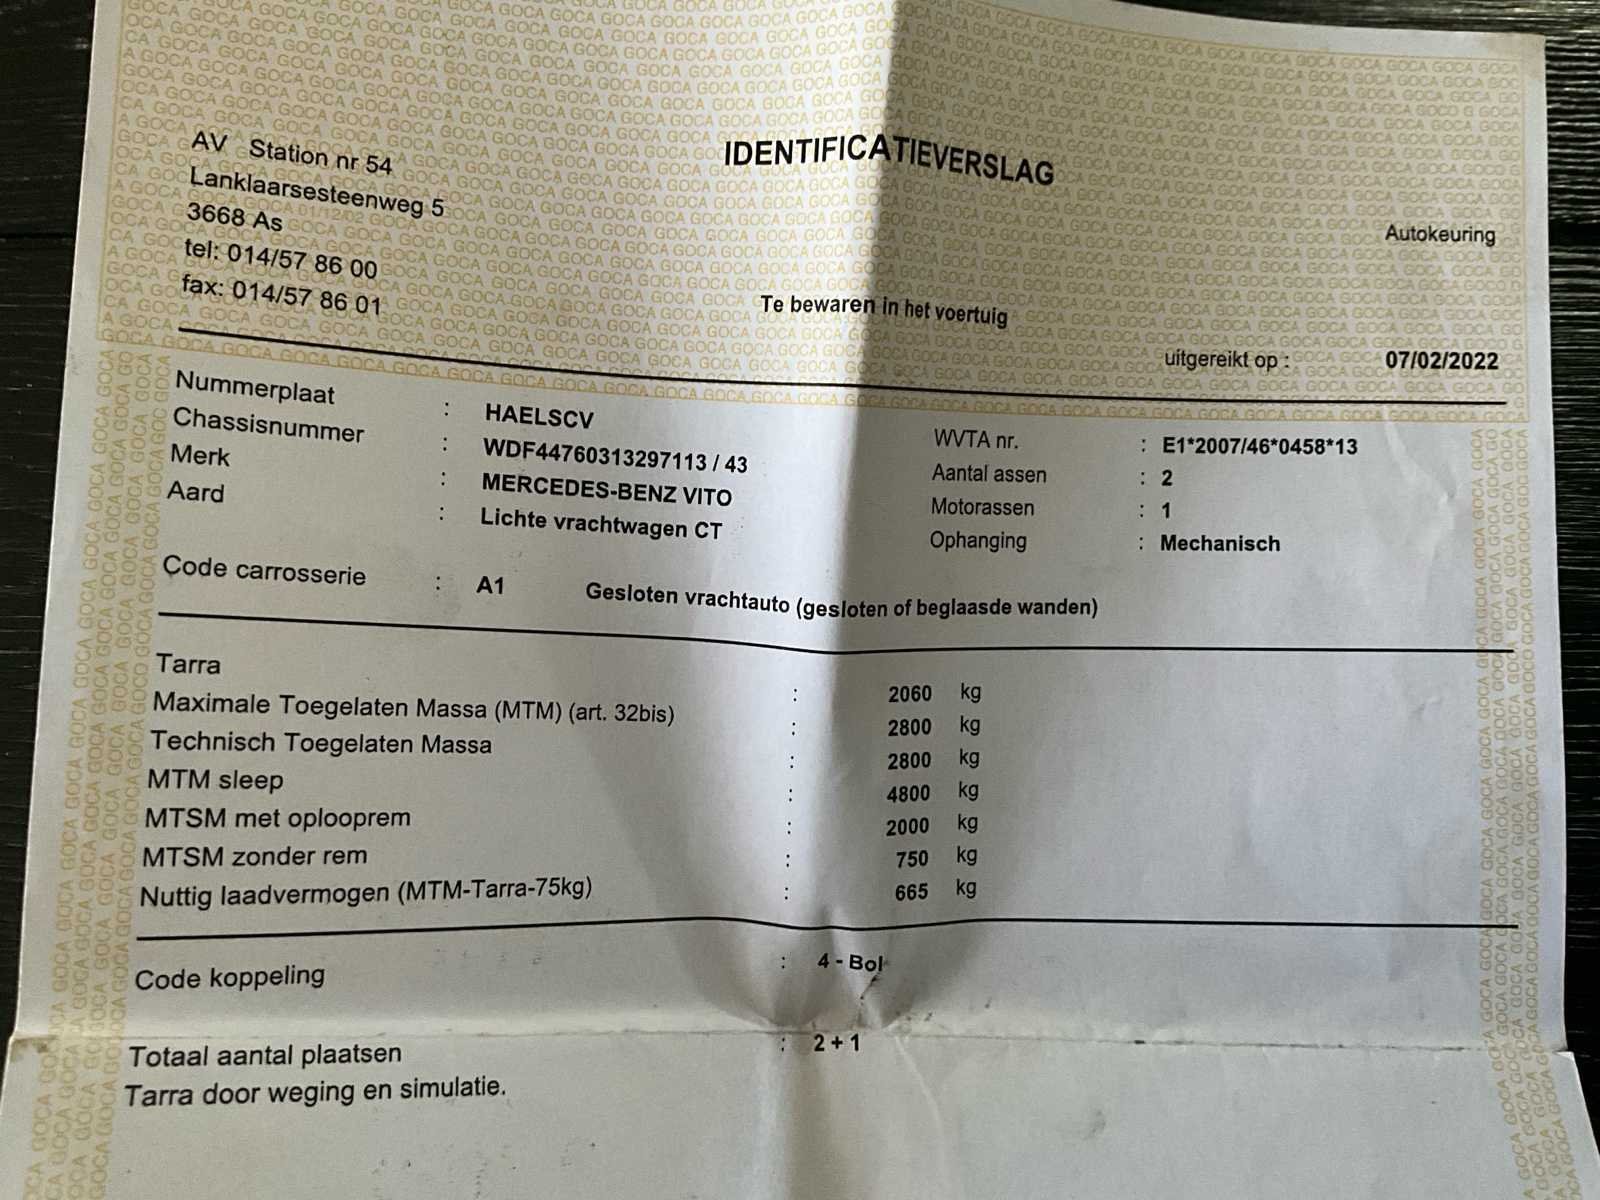 AV Station nr 54
Lanklaarsesteenweg 5
3668 As
tel: 014/57 86 00
fax: 014/57 86 01
IDENTIFICATIEVERSLAG
Autokeuring
Te bewaren in het voertuig
uitgereikt op : 07/02/2022
Nummerplaat : HAELSCV
Chassisnummer : WDF44760313297113 / 43
Merk : MERCEDES-BENZ VITO
Aard : Lichte vrachtwagen CT
WVTA nr. : E1*2007/46*0458*13
Aantal assen : 2
Motorassen : 1
Ophanging : Mechanisch
Code carrosserie : A1 Gesloten vrachtauto (gesloten of beglaasde wanden)
Tarra : 2060 kg
Maximale Toegelaten Massa (MTM) (art. 32bis) : 2800 kg
Technisch Toegelaten Massa : 2800 kg
MTM sleep : 4800 kg
MTSM met oplooprem : 2000 kg
MTSM zonder rem : 750 kg
Nuttig laadvermogen (MTM-Tarra-75kg) : 665 kg
Code koppeling : 4 - Bol
Totaal aantal plaatsen : 2 + 1
Tarra door weging en simulatie.